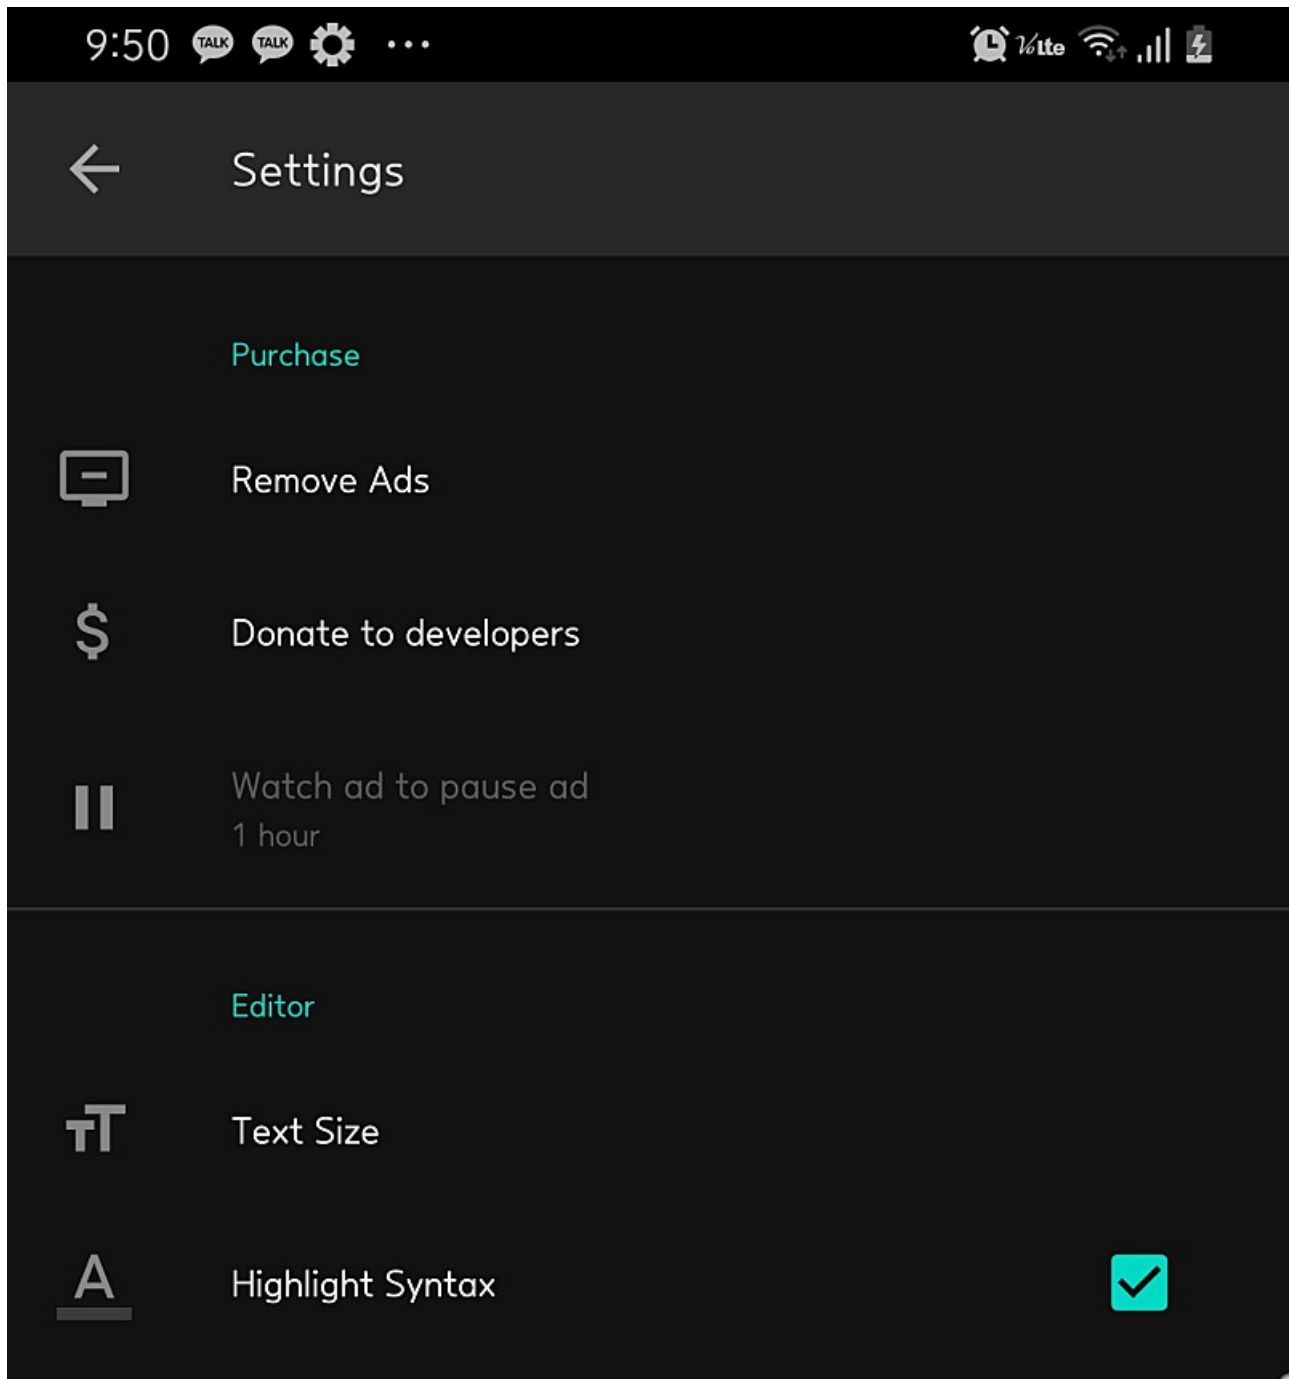 9:50 TALK TALK VoLTE
Settings
Purchase
Remove Ads
Donate to developers
Watch ad to pause ad
1 hour
Editor
Text Size
Highlight Syntax